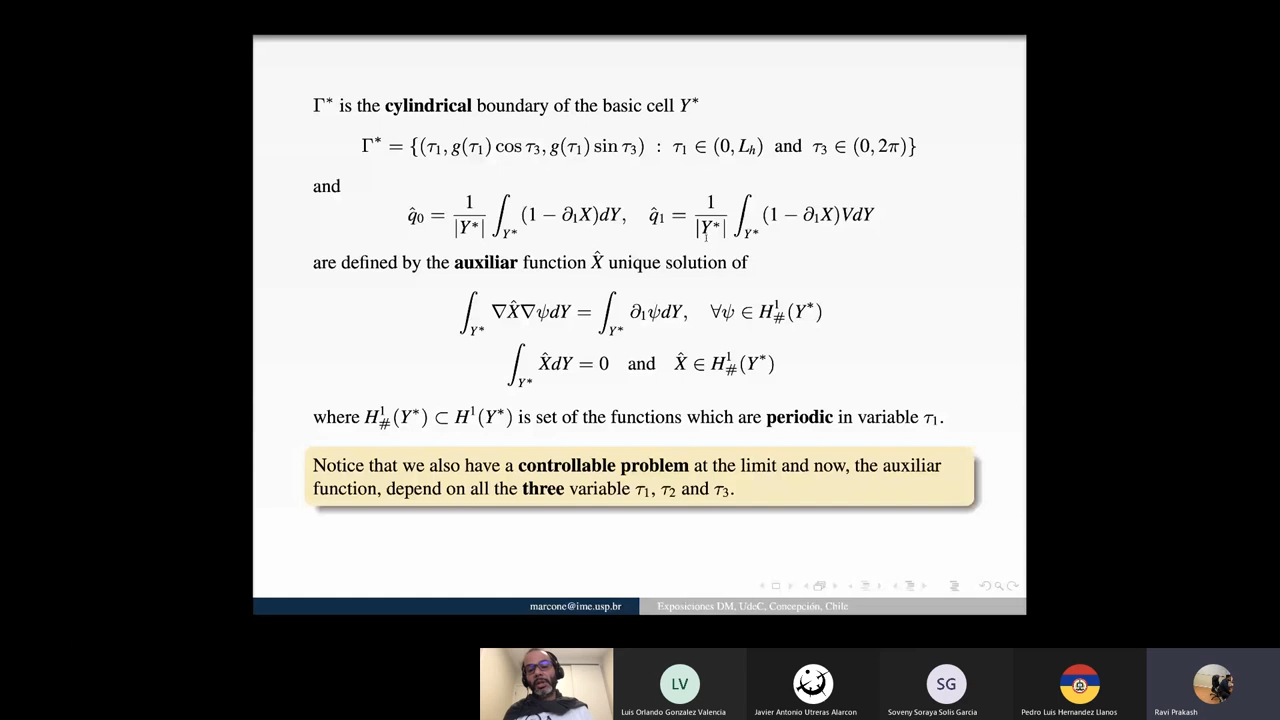 Γ* is the cylindrical boundary of the basic cell Y*
Γ* = {(τ₁, g(τ₁) cos τ₃, g(τ₁) sin τ₃) : τ₁ ∈ (0, L_h) and τ₃ ∈ (0, 2π)}
and
q̂₀ = 1/|Y*| ∫_{Y*} (1 − ∂₁X)dY, q̂₁ = 1/|Y*| ∫_{Y*} (1 − ∂₁X)VdY
are defined by the auxiliar function X̂ unique solution of
∫_{Y*} ∇X̂∇ψdY = ∫_{Y*} ∂₁ψdY, ∀ψ ∈ H¹_#(Y*)
∫_{Y*} X̂dY = 0 and X̂ ∈ H¹_#(Y*)
where H¹_#(Y*) ⊂ H¹(Y*) is set of the functions which are periodic in variable τ₁.
Notice that we also have a controllable problem at the limit and now, the auxiliar
function, depend on all the three variable τ₁, τ₂ and τ₃.
marcone@ime.usp.br Exposiciones DM, UdeC, Concepción, Chile
LV SG
Luis Orlando Gonzalez Valencia Javier Antonio Utreras Alarcon Soveny Soraya Solis Garcia Pedro Luis Hernandez Llanos Ravi Prakash